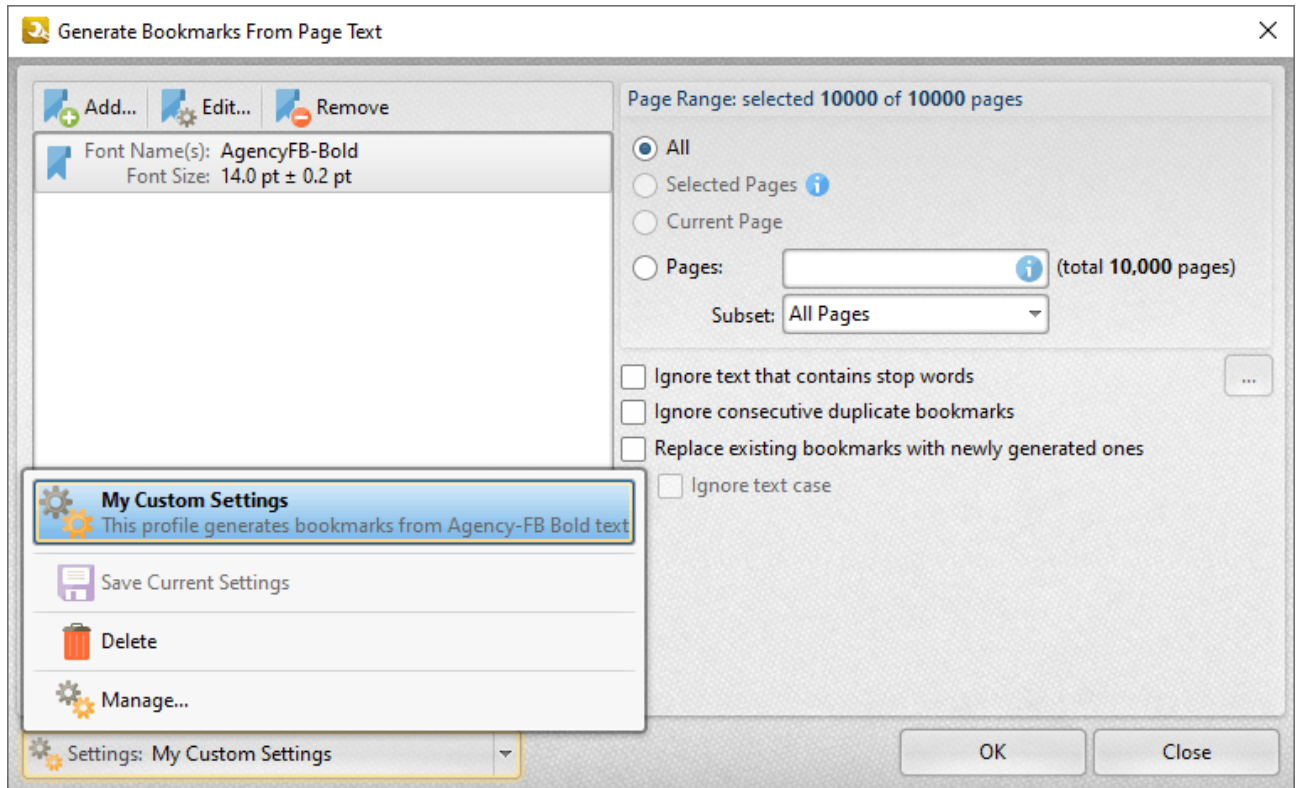 Generate Bookmarks From Page Text
Add...
Edit...
Remove
Font Name(s): AgencyFB-Bold
Font Size: 14.0 pt ± 0.2 pt
Page Range: selected 10000 of 10000 pages
All
Selected Pages
Current Page
Pages:
(total 10,000 pages)
Subset: All Pages
Ignore text that contains stop words
...
Ignore consecutive duplicate bookmarks
Replace existing bookmarks with newly generated ones
Ignore text case
My Custom Settings
This profile generates bookmarks from Agency-FB Bold text
Save Current Settings
Delete
Manage...
Settings: My Custom Settings
OK
Close